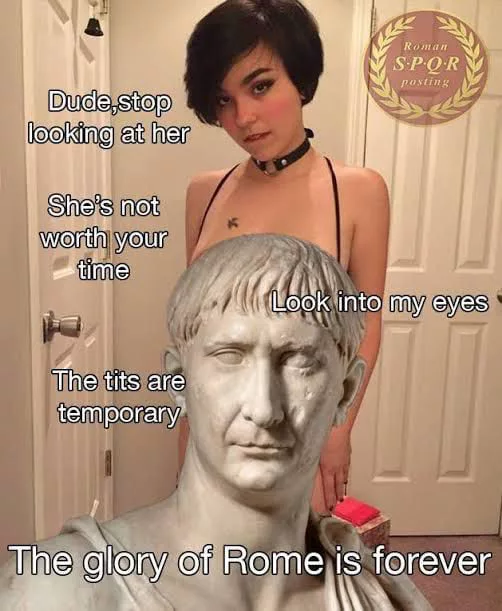 Roman
S·P·Q·R
posting
Dude,stop
looking at her
She's not
worth your
time
Look into my eyes
The tits are
temporary
The glory of Rome is forever